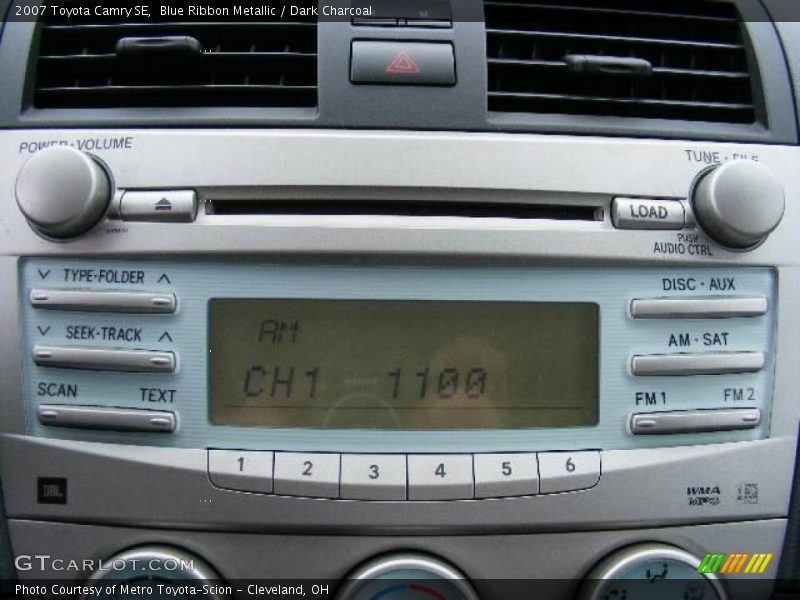 2007 Toyota Camry SE, Blue Ribbon Metallic / Dark Charcoal
POWER·VOLUME
TUNE·FILE
LOAD
PUSH
AUDIO CTRL
TYPE·FOLDER
DISC·AUX
AM
SEEK·TRACK
AM·SAT
CH1 1100
SCAN TEXT
FM1 FM2
1 2 3 4 5 6
JBL
WMA
MP3
GTCARLOT.COM
Photo Courtesy of Metro Toyota-Scion - Cleveland, OH